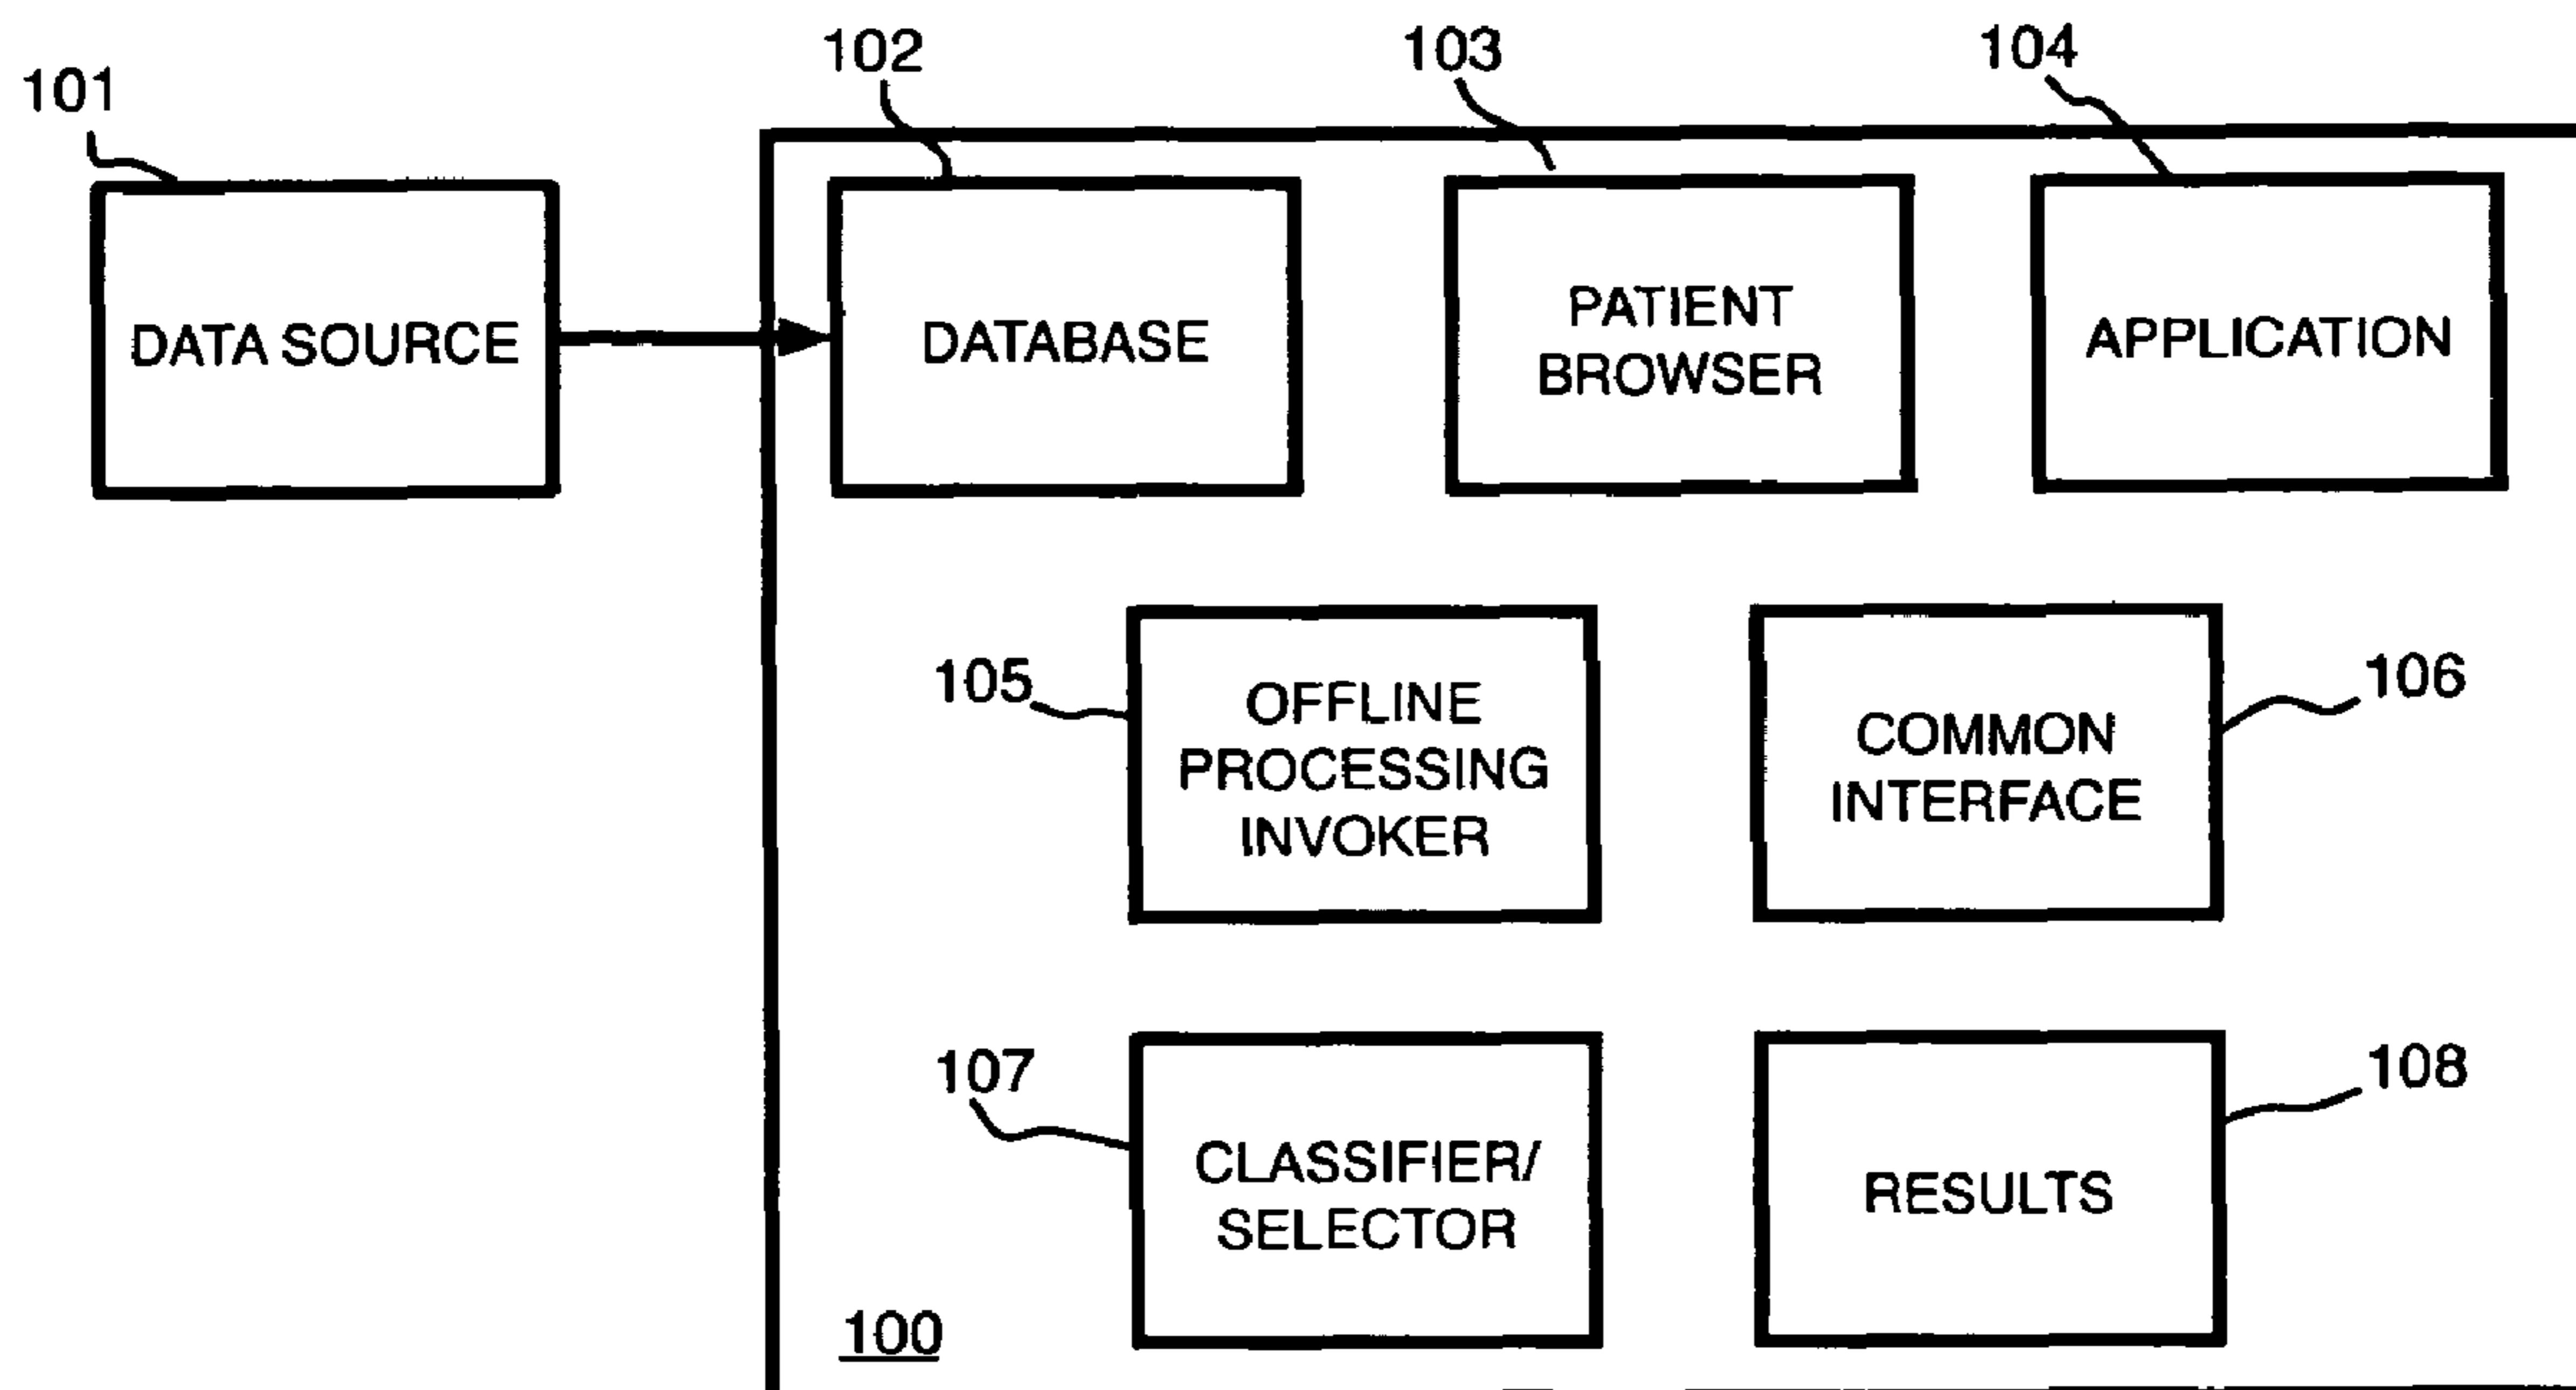 101
102
103
104
DATA SOURCE
DATABASE
PATIENT
BROWSER
APPLICATION
105
OFFLINE
PROCESSING
INVOKER
COMMON
INTERFACE
106
107
CLASSIFIER/
SELECTOR
RESULTS
108
100